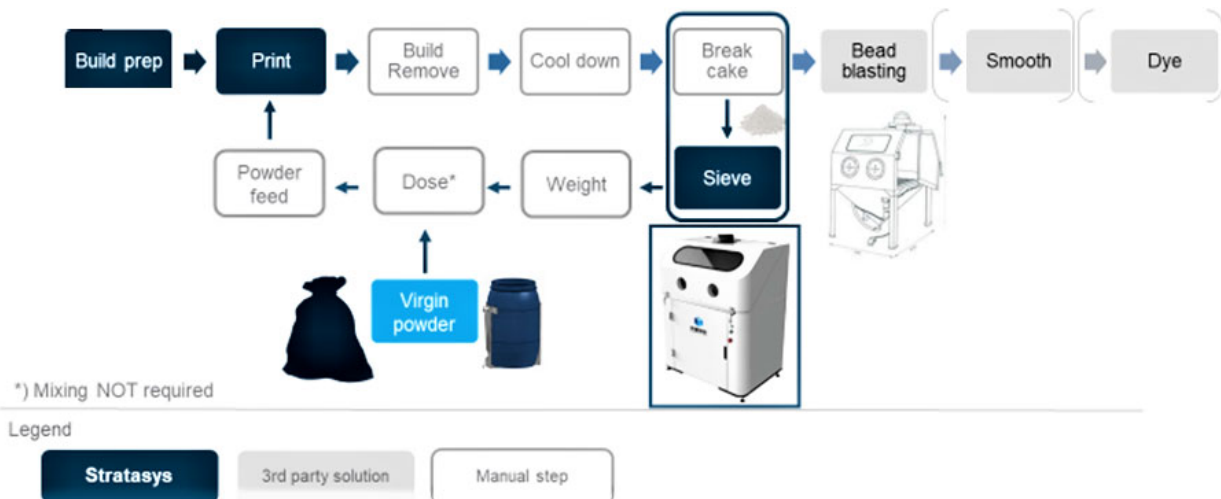 Build prep
Print
Build
Remove
Cool down
Break
cake
Bead
blasting
Smooth
Dye
Powder
feed
Dose*
Weight
Sieve
Virgin
powder
*) Mixing NOT required
Legend
Stratasys
3rd party solution
Manual step